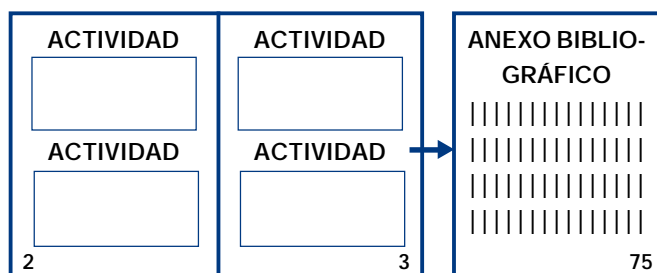 ACTIVIDAD
ACTIVIDAD
2
ACTIVIDAD
ACTIVIDAD
3
ANEXO BIBLIO-
GRÁFICO
75